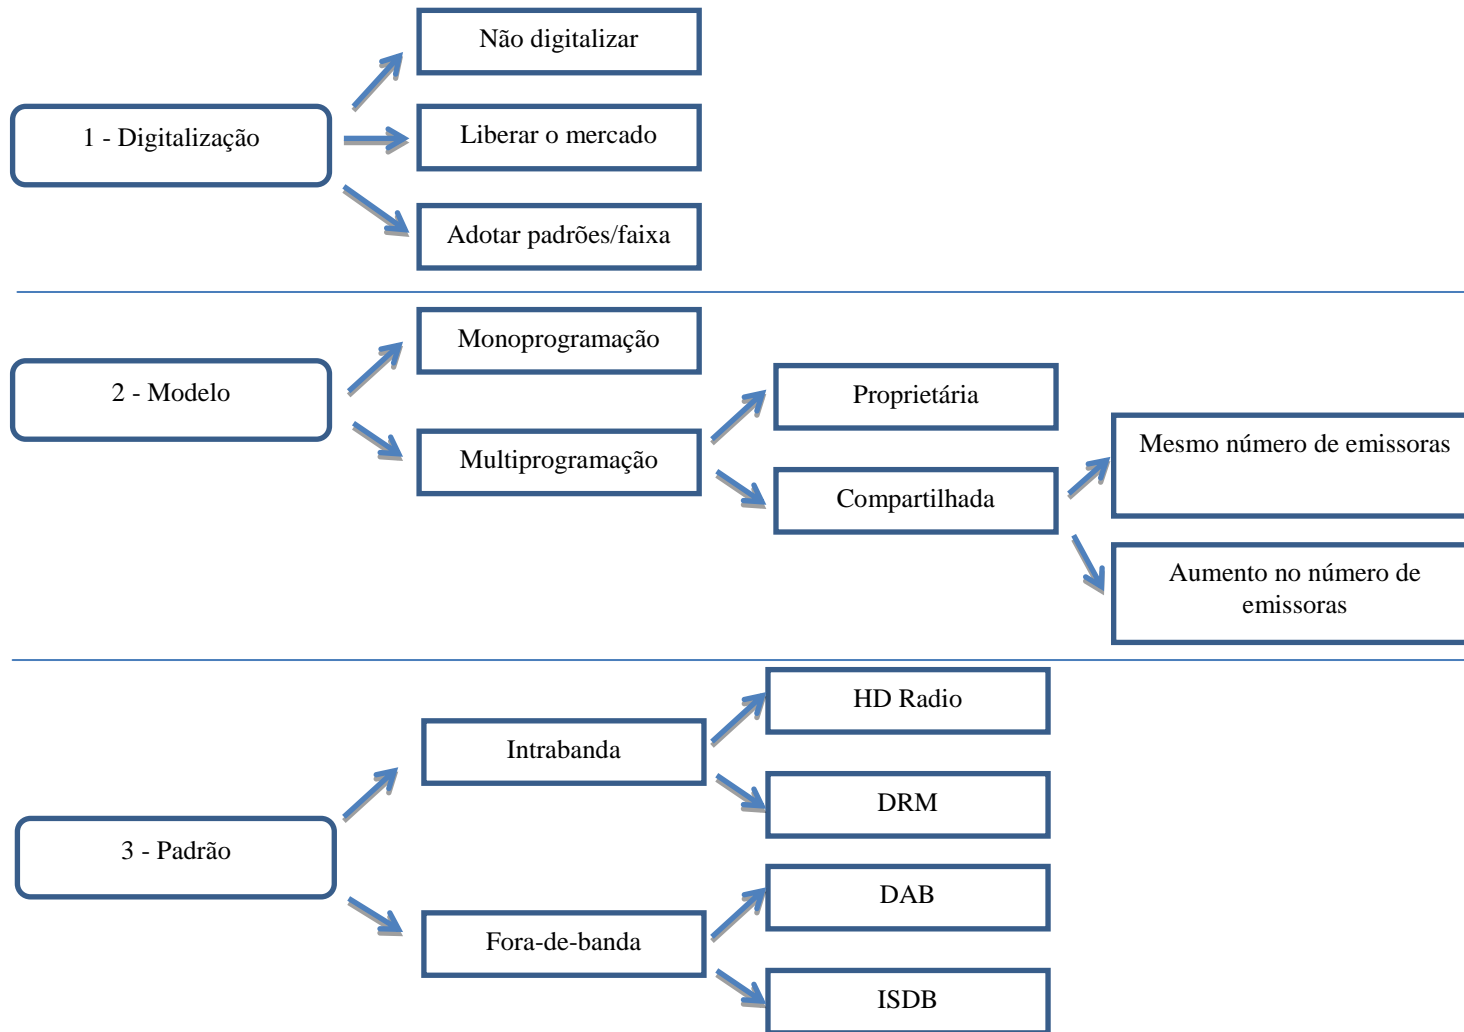 Não digitalizar
1 - Digitalização
Liberar o mercado
Adotar padrões/faixa
Monoprogramação
2 - Modelo
Proprietária
Multiprogramação
Mesmo número de emissoras
Compartilhada
Aumento no número de
emissoras
HD Radio
Intrabanda
DRM
3 - Padrão
DAB
Fora-de-banda
ISDB